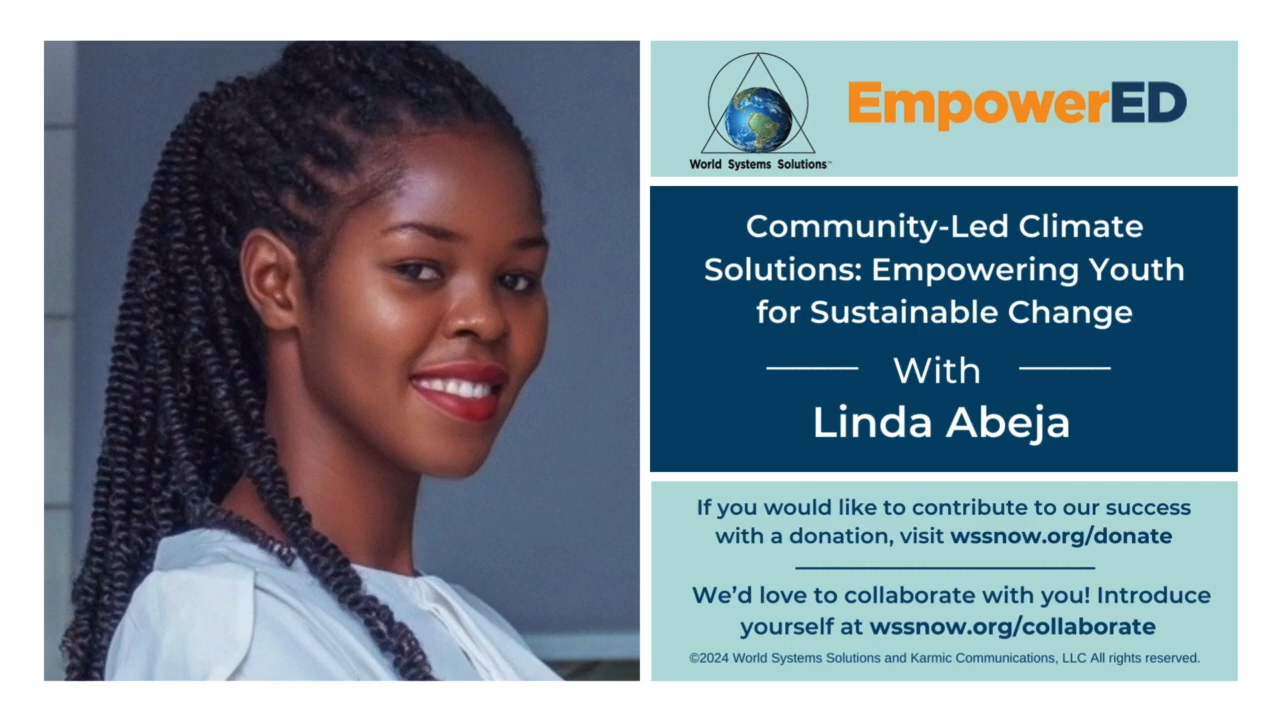 World Systems Solutions™
EmpowerED
Community-Led Climate
Solutions: Empowering Youth
for Sustainable Change
With
Linda Abeja
If you would like to contribute to our success
with a donation, visit wssnow.org/donate
We’d love to collaborate with you! Introduce
yourself at wssnow.org/collaborate
©2024 World Systems Solutions and Karmic Communications, LLC All rights reserved.